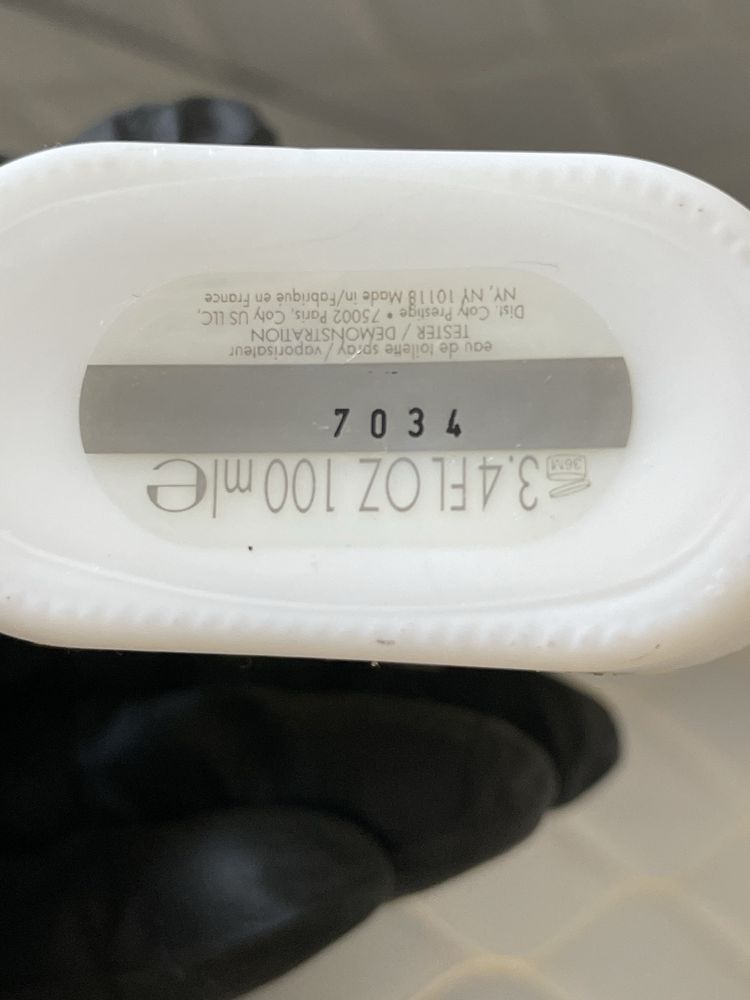 36M
3.4 FL OZ 100 ml e
7034
eau de toilette spray / vaporisateur
TESTER / DEMONSTRATION
Dist. Coty Prestige • 75002 Paris, Coty US LLC,
NY, NY 10118 Made in/Fabriqué en France